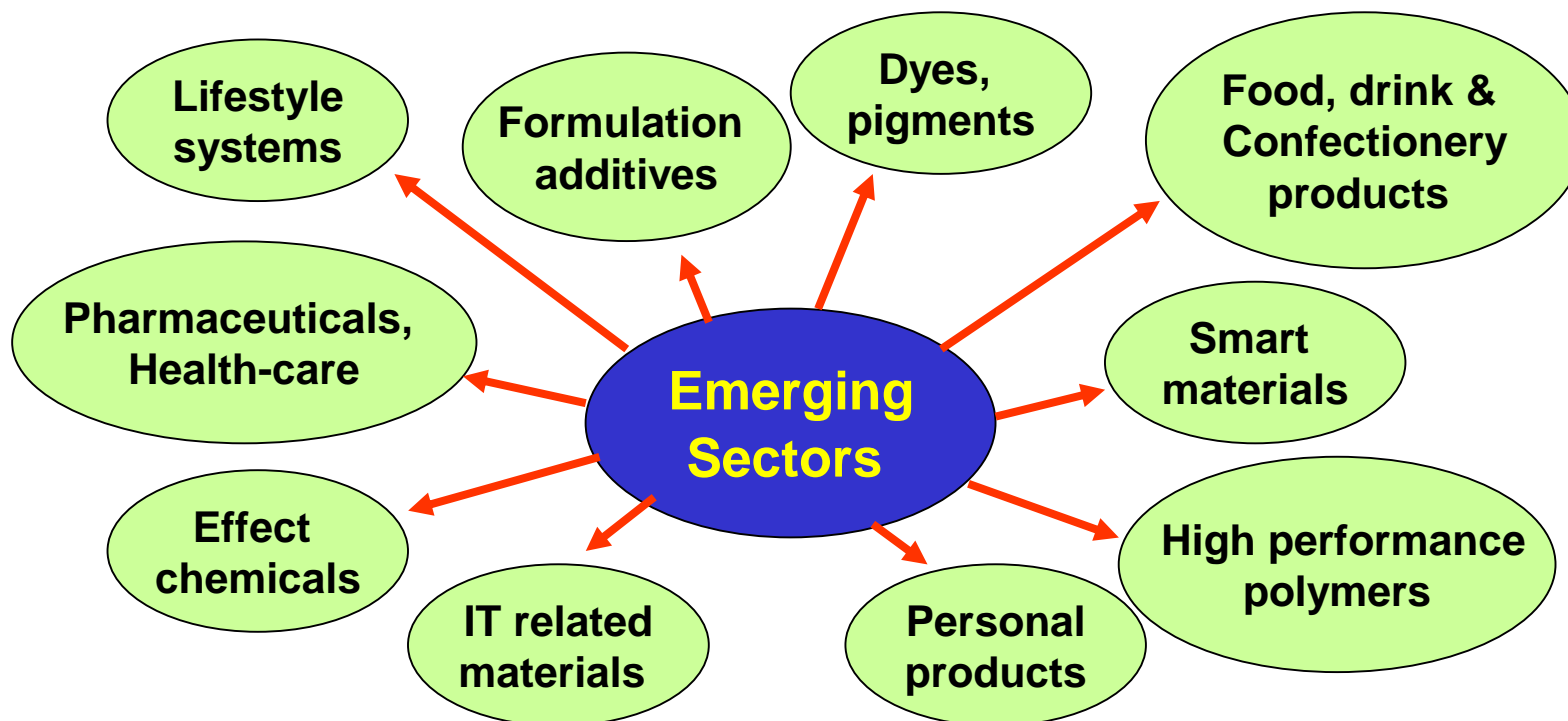 Lifestyle
systems
Formulation
additives
Dyes,
pigments
Food, drink &
Confectionery
products
Pharmaceuticals,
Health-care
Emerging
Sectors
Smart
materials
Effect
chemicals
IT related
materials
Personal
products
High performance
polymers